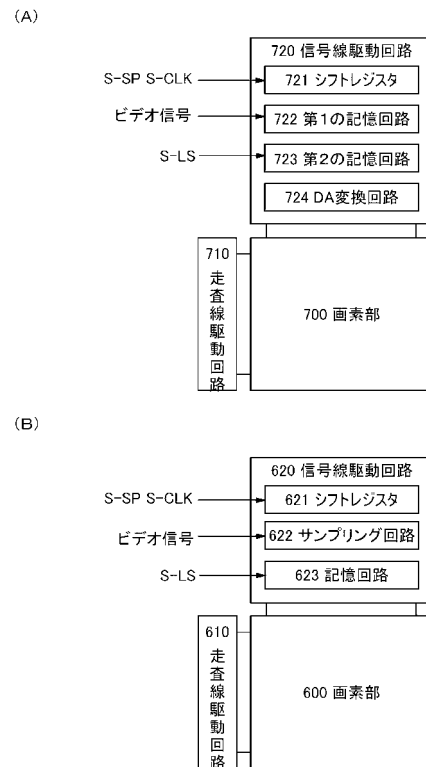 (A)
720 信号線駆動回路
S-SP S-CLK
721 シフトレジスタ
ビデオ信号
722 第1の記憶回路
S-LS
723 第2の記憶回路
724 DA変換回路
710
走査線駆動回路
700 画素部
(B)
620 信号線駆動回路
S-SP S-CLK
621 シフトレジスタ
ビデオ信号
622 サンプリング回路
S-LS
623 記憶回路
610
走査線駆動回路
600 画素部